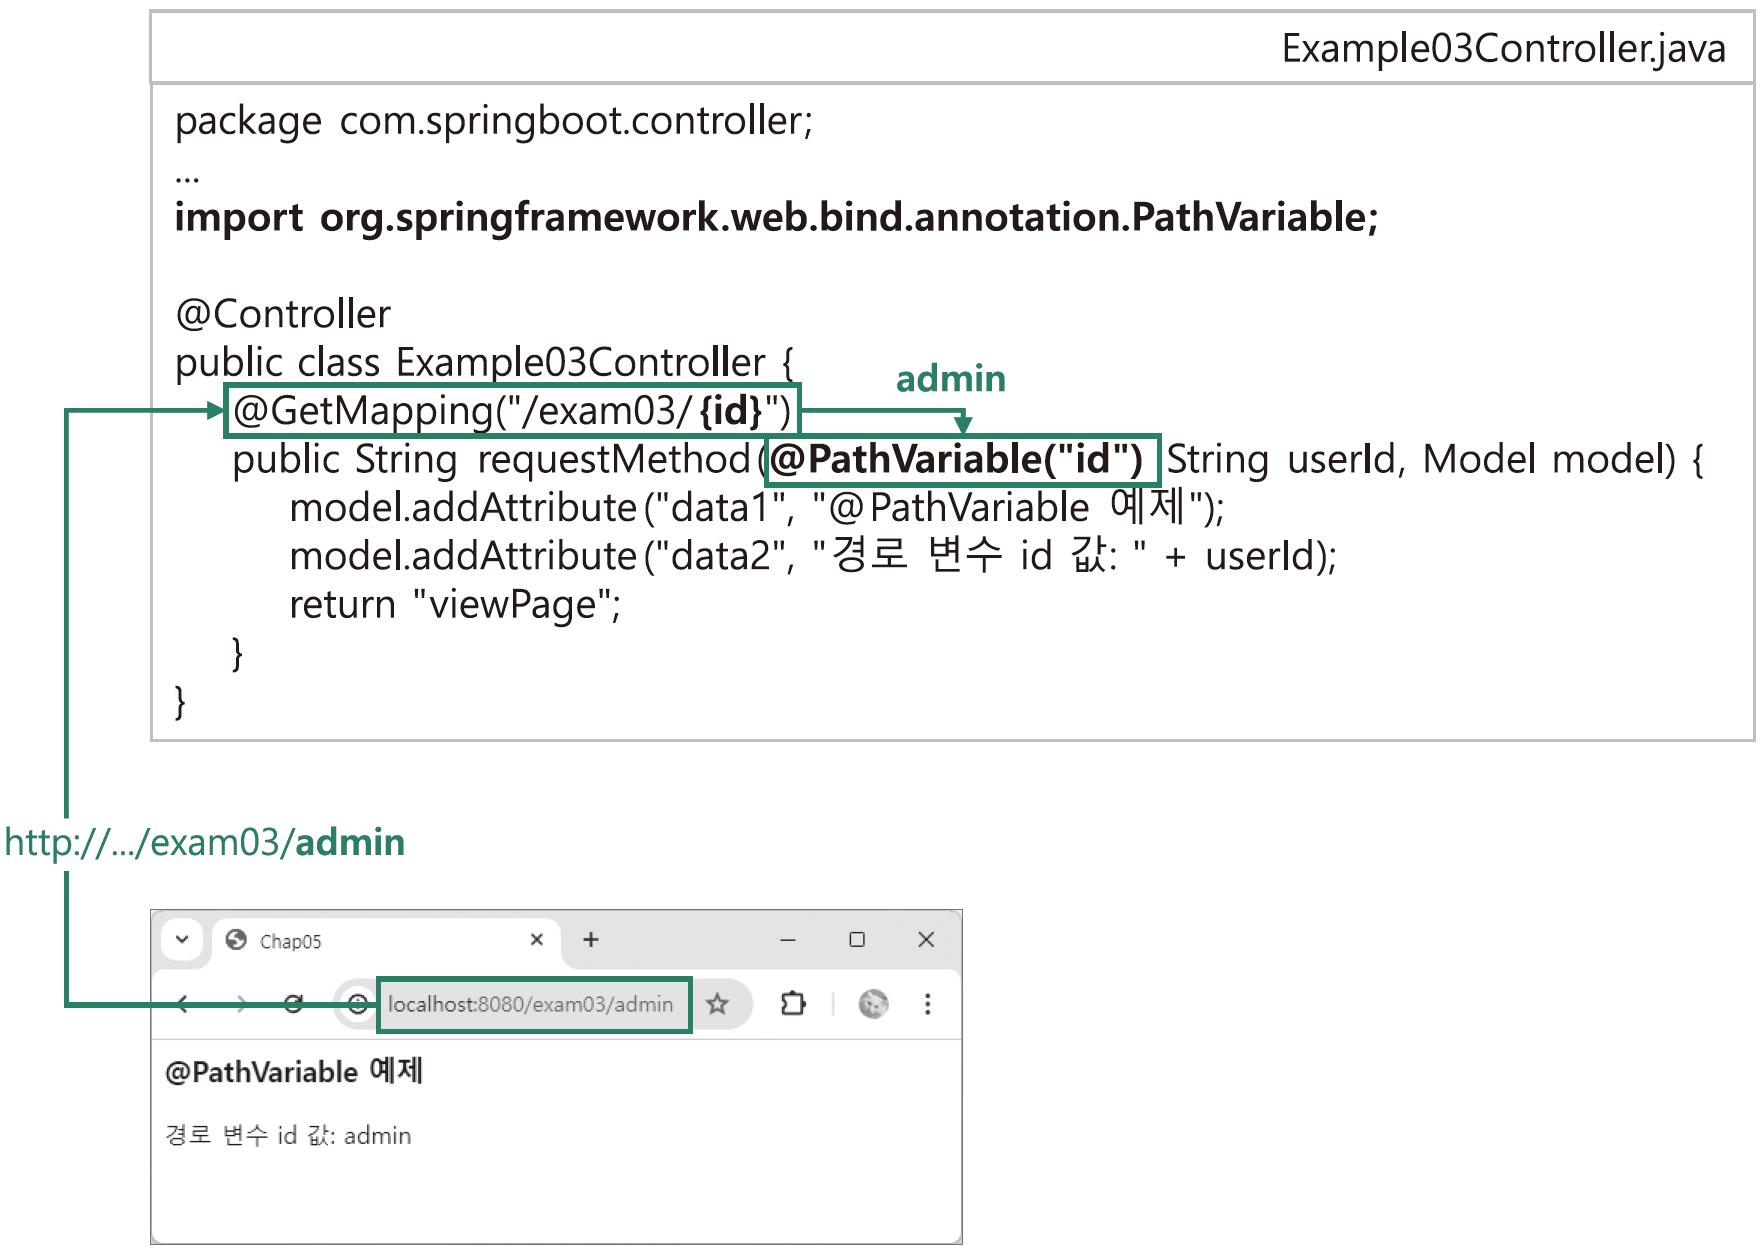 Example03Controller.java
package com.springboot.controller;
...
import org.springframework.web.bind.annotation.PathVariable;
@Controller
public class Example03Controller {
admin
@GetMapping("/exam03/{id}")
public String requestMethod(@PathVariable("id") String userId, Model model) {
model.addAttribute("data1", "@PathVariable 예제");
model.addAttribute("data2", "경로 변수 id 값: " + userId);
return "viewPage";
}
}
http://.../exam03/admin
Chap05
localhost:8080/exam03/admin
@PathVariable 예제
경로 변수 id 값: admin